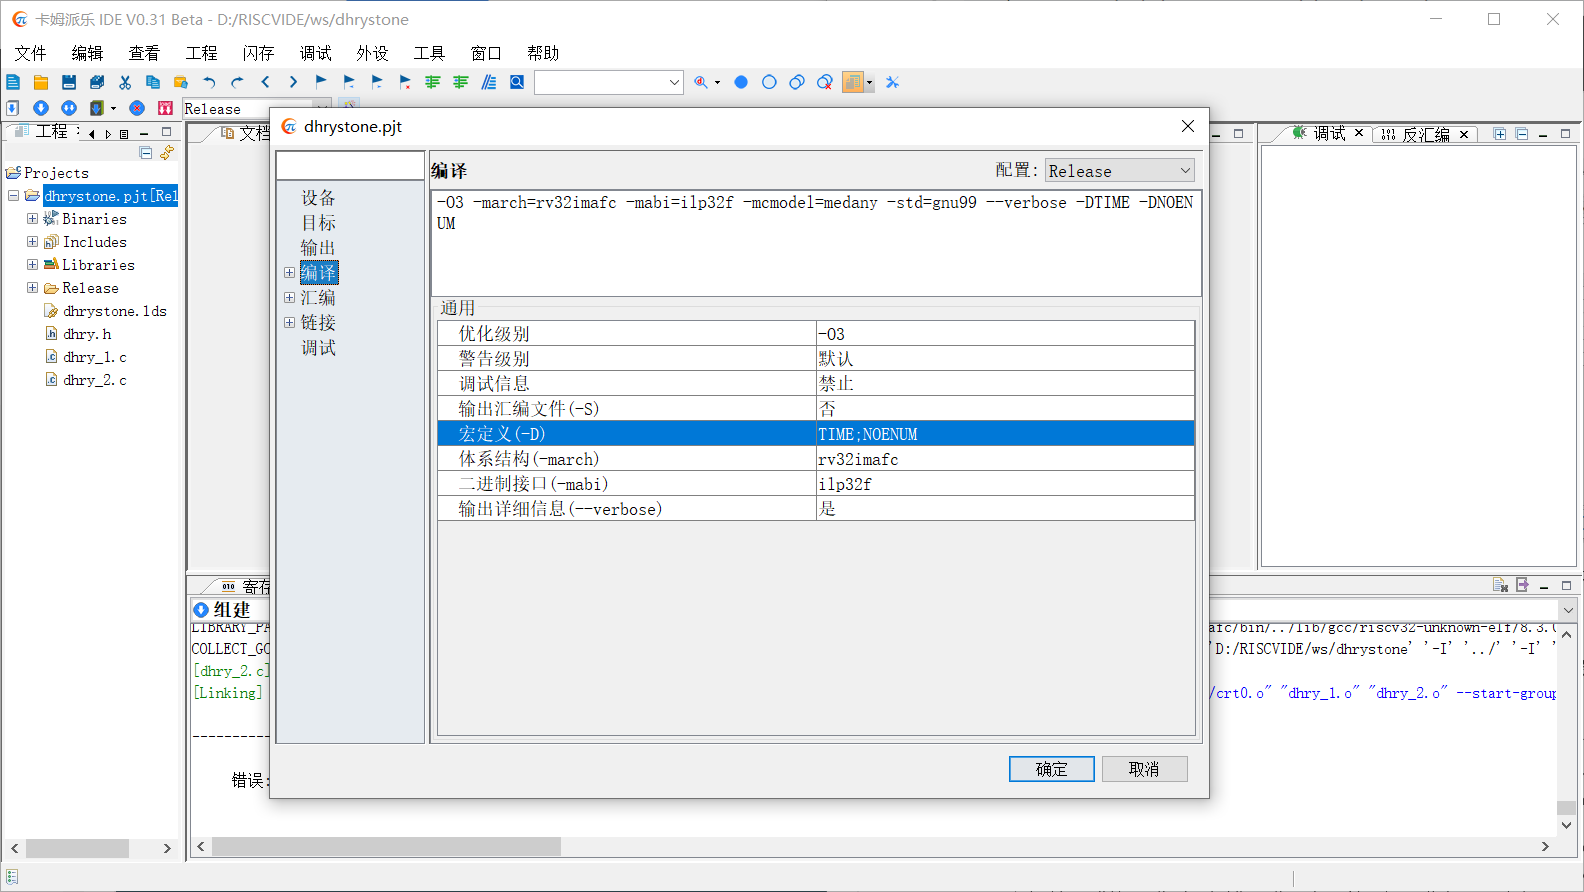 卡姆派乐 IDE V0.31 Beta - D:/RISCVIDE/ws/dhrystone
文件 编辑 查看 工程 闪存 调试 外设 工具 窗口 帮助
Release
工程
文档
Projects
dhrystone.pjt[Rel
Binaries
Includes
Libraries
Release
dhrystone.lds
dhry.h
dhry_1.c
dhry_2.c
dhrystone.pjt
设备
目标
输出
编译
汇编
链接
调试
编译
配置: Release
-O3 -march=rv32imafc -mabi=ilp32f -mcmodel=medany -std=gnu99 --verbose -DTIME -DNOEN
UM
通用
优化级别 -O3
警告级别 默认
调试信息 禁止
输出汇编文件(-S) 否
宏定义(-D) TIME;NOENUM
体系结构(-march) rv32imafc
二进制接口(-mabi) ilp32f
输出详细信息(--verbose) 是
确定 取消
调试 反汇编
寄存
组建
LIBRARY_PA afc/bin/../lib/gcc/riscv32-unknown-elf/8.3.0
COLLECT_GC 'D:/RISCVIDE/ws/dhrystone' '-I' '../' '-I' '
[dhry_2.c]
[Linking] /crt0.o" "dhry_1.o" "dhry_2.o" --start-group
----------
错误: